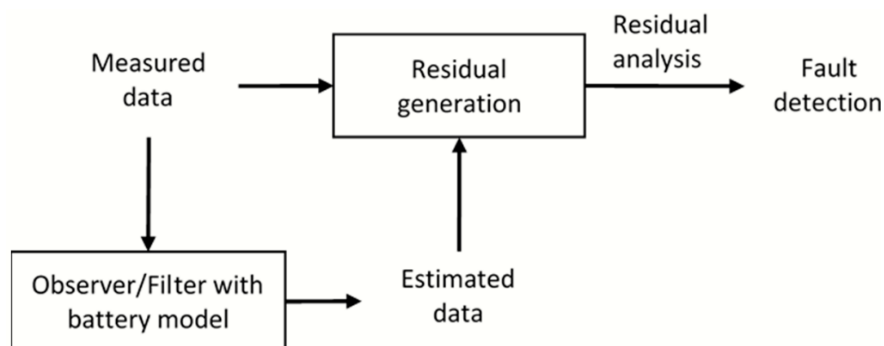 Measured
data
Residual
generation
Residual
analysis
Fault
detection
Observer/Filter with
battery model
Estimated
data